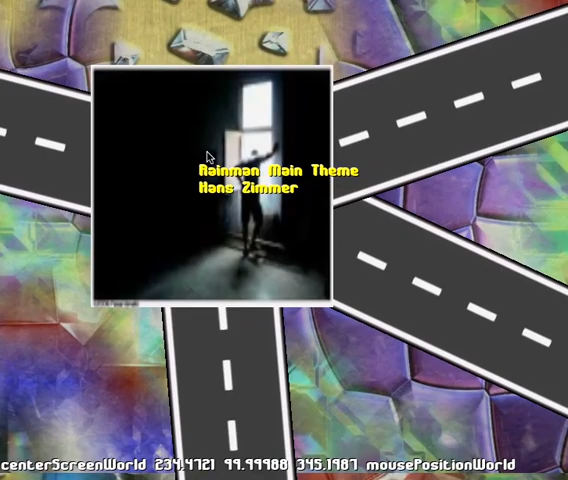 Rainman Main Theme
Hans Zimmer
centerScreenWorld 234.4721 99.99988 345.1987 mousePositionWorld